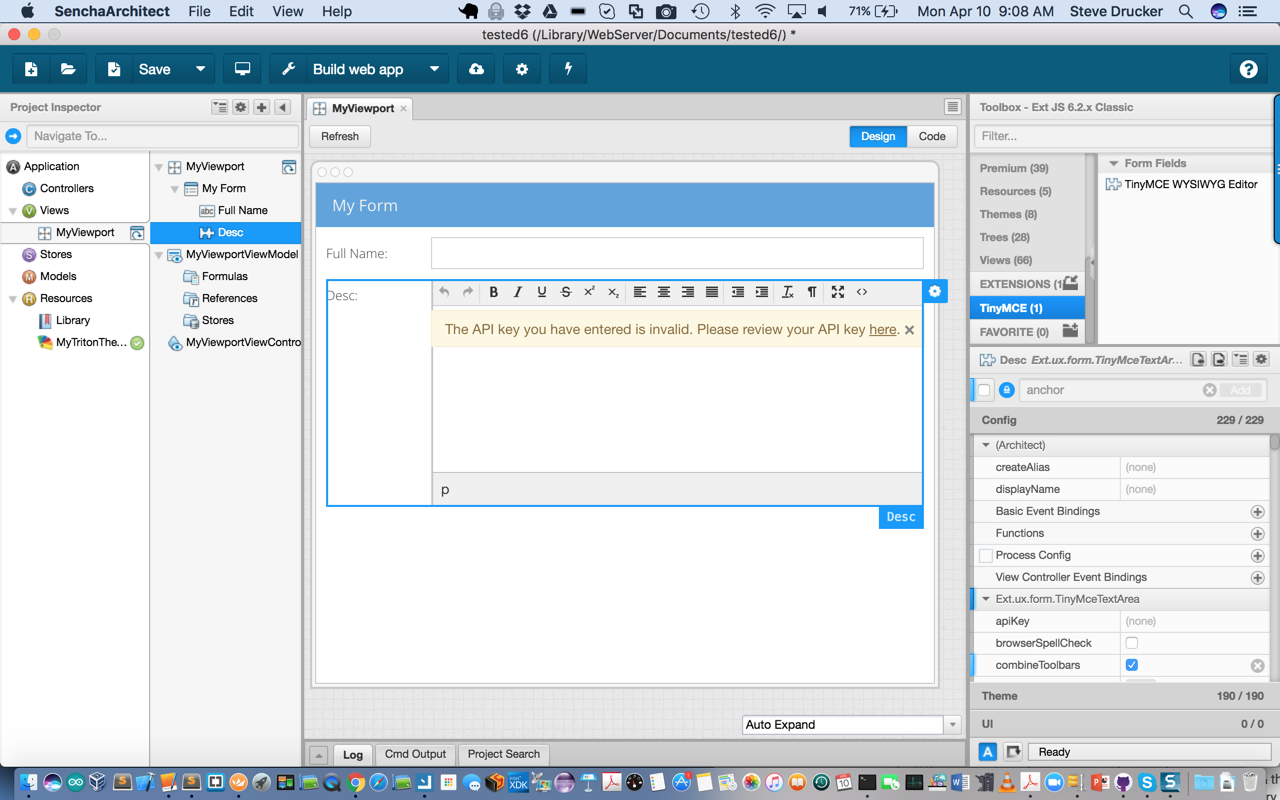 SenchaArchitect File Edit View Help 71% Mon Apr 10 9:08 AM Steve Drucker
tested6 (/Library/WebServer/Documents/tested6/) *
Save Build web app ?
Project Inspector
Navigate To...
Application
Controllers
Views
MyViewport
Stores
Models
Resources
Library
MyTritonThe...
MyViewport
My Form
Full Name
Desc
MyViewportViewModel
Formulas
References
Stores
MyViewportViewContro
MyViewport ×
Refresh Design Code
My Form
Full Name:
Desc:
The API key you have entered is invalid. Please review your API key here. ×
p
Desc
Auto Expand
Log Cmd Output Project Search
Toolbox - Ext JS 6.2.x Classic
Filter...
Premium (39)
Resources (5)
Themes (8)
Trees (28)
Views (66)
EXTENSIONS (1
TinyMCE (1)
FAVORITE (0)
Form Fields
TinyMCE WYSIWYG Editor
Desc Ext.ux.form.TinyMceTextAr...
anchor Add
Config 229 / 229
(Architect)
createAlias (none)
displayName (none)
Basic Event Bindings
Functions
Process Config
View Controller Event Bindings
Ext.ux.form.TinyMceTextArea
apiKey (none)
browserSpellCheck
combineToolbars
Theme 190 / 190
UI 0 / 0
A Ready